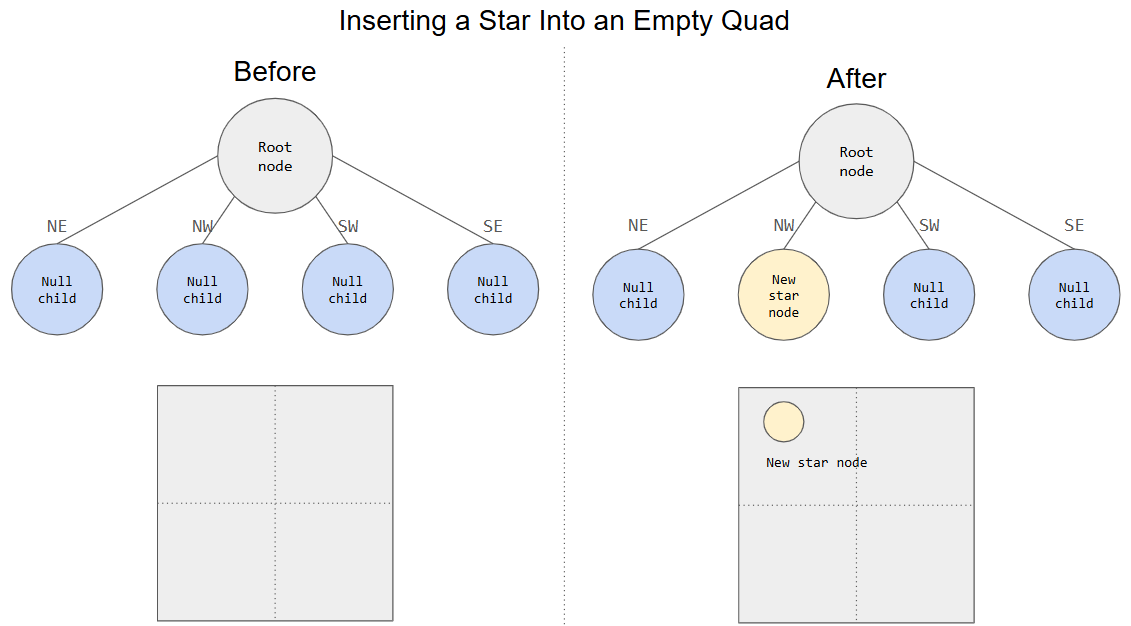 Inserting a Star Into an Empty Quad
Before
Root
node
NE
NW
SW
SE
Null
child
Null
child
Null
child
Null
child
After
Root
node
NE
NW
SW
SE
Null
child
New
star
node
Null
child
Null
child
New star node